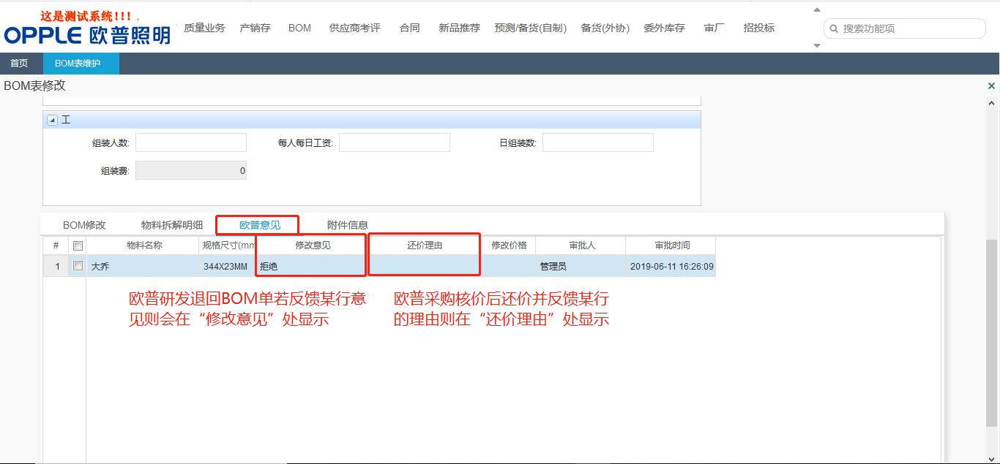 这是测试系统!!!
OPPLE 欧普照明
质量业务 产销存 BOM 供应商考评 合同 新品推荐 预测/备货(自制) 备货(外协) 委外库存 审厂 招投标
搜索功能项
首页 BOM表维护
BOM表修改
工
组装人数: 每人每日工资: 日组装数:
组装费: 0
BOM修改 物料拆解明细 欧普意见 附件信息
# 物料名称 规格尺寸(mm 修改意见 还价理由 修改价格 审批人 审批时间
1 大乔 344X23MM 拒绝 管理员 2019-06-11 16:26:09
欧普研发退回BOM单若反馈某行意
见则会在“修改意见”处显示
欧普采购核价后还价并反馈某行
的理由则在“还价理由”处显示